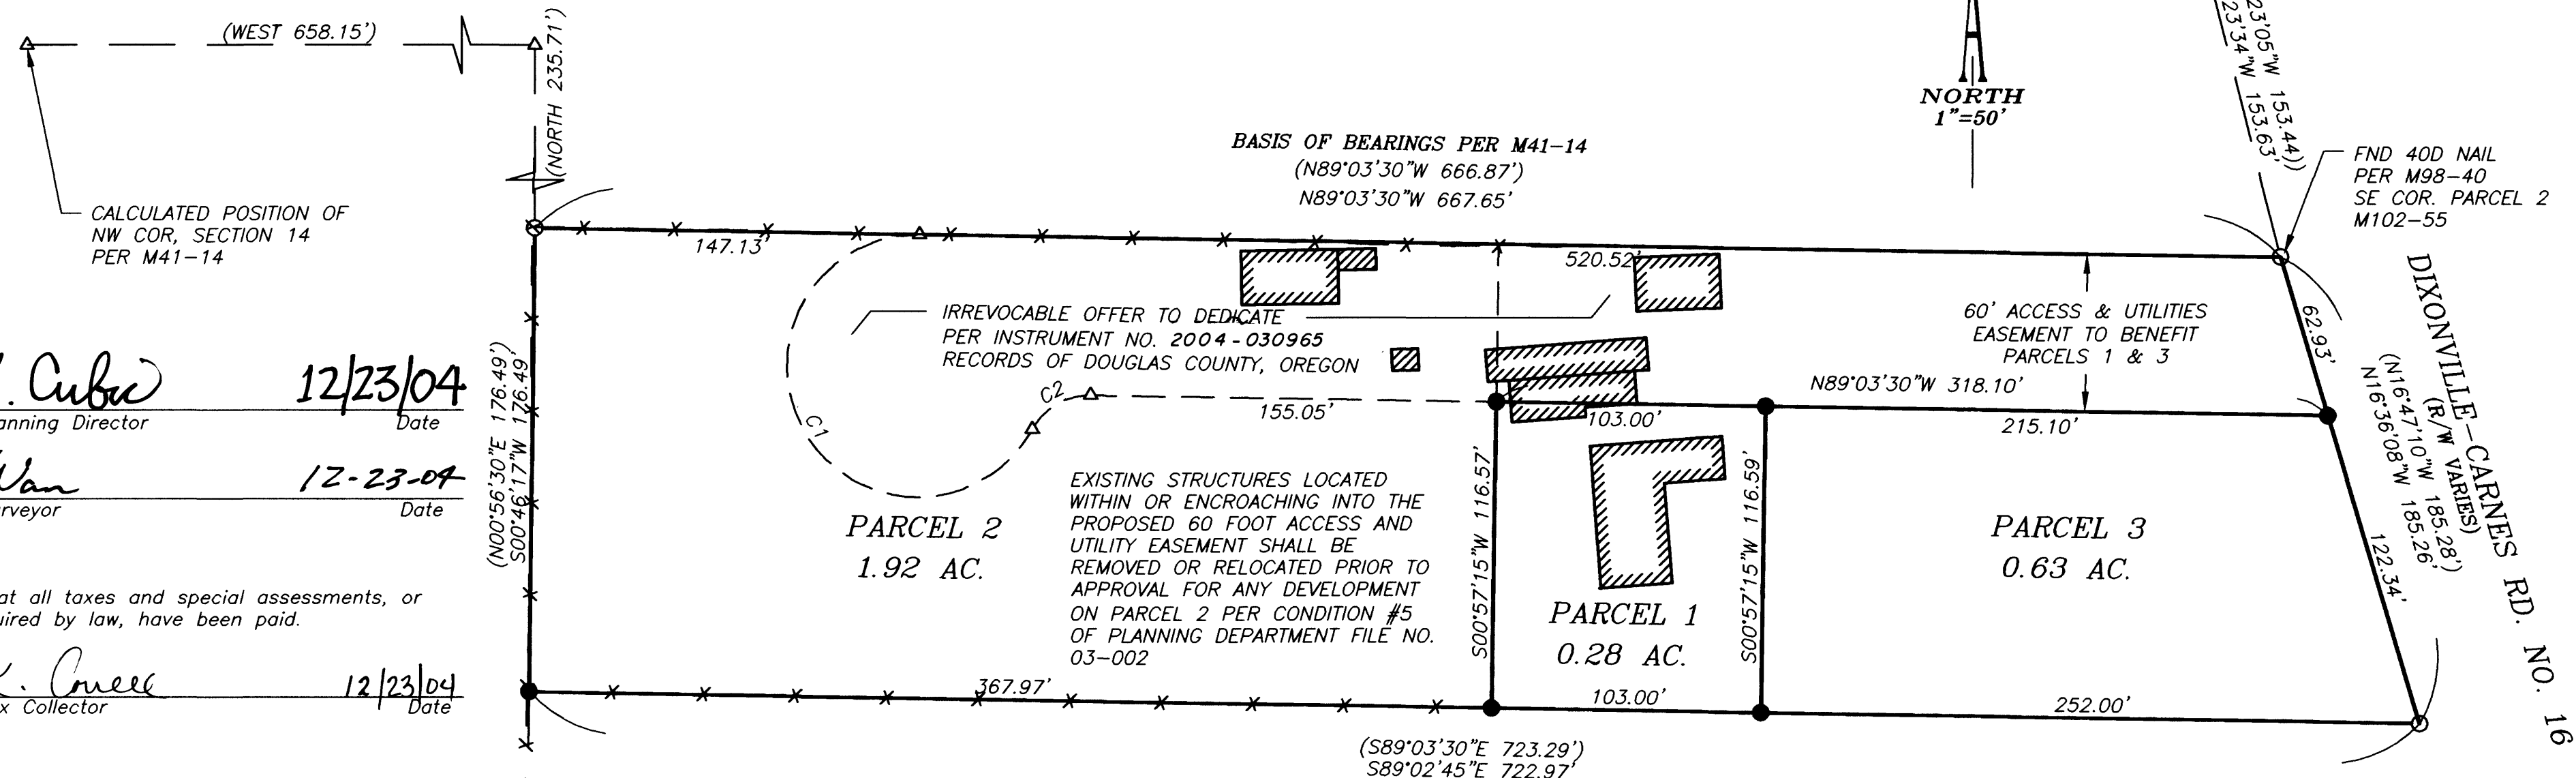 (WEST 658.15')
(NORTH 235.71')
CALCULATED POSITION OF
NW COR, SECTION 14
PER M41-14
NORTH
1"=50'
23'05"W 153.44))
23'34"W 153.63'
BASIS OF BEARINGS PER M41-14
(N89°03'30"W 666.87')
N89°03'30"W 667.65'
FND 40D NAIL
PER M98-40
SE COR. PARCEL 2
M102-55
147.13'
520.52'
IRREVOCABLE OFFER TO DEDICATE
PER INSTRUMENT NO. 2004-030965
RECORDS OF DOUGLAS COUNTY, OREGON
60' ACCESS & UTILITIES
EASEMENT TO BENEFIT
PARCELS 1 & 3
62.93'
DIXONVILLE-CARNES RD. NO. 16
(R/W VARIES)
(N16°47'10"W 185.28')
N16°36'08"W 185.26'
N89°03'30"W 318.10'
C1
C2
155.05'
103.00'
215.10'
(N00°56'30"E 176.49')
S00°46'17"W 176.49'
. Cubic 12/23/04
anning Director Date
Van 12-23-04
rveyor Date
at all taxes and special assessments, or
uired by law, have been paid.
K. 12/23/04
x Collector Date
PARCEL 2
1.92 AC.
EXISTING STRUCTURES LOCATED
WITHIN OR ENCROACHING INTO THE
PROPOSED 60 FOOT ACCESS AND
UTILITY EASEMENT SHALL BE
REMOVED OR RELOCATED PRIOR TO
APPROVAL FOR ANY DEVELOPMENT
ON PARCEL 2 PER CONDITION #5
OF PLANNING DEPARTMENT FILE NO.
03-002
S00°57'15"W 116.57'
PARCEL 1
0.28 AC.
S00°57'15"W 116.59'
PARCEL 3
0.63 AC.
122.34'
367.97'
103.00'
252.00'
(S89°03'30"E 723.29')
S89°02'45"E 722.97'